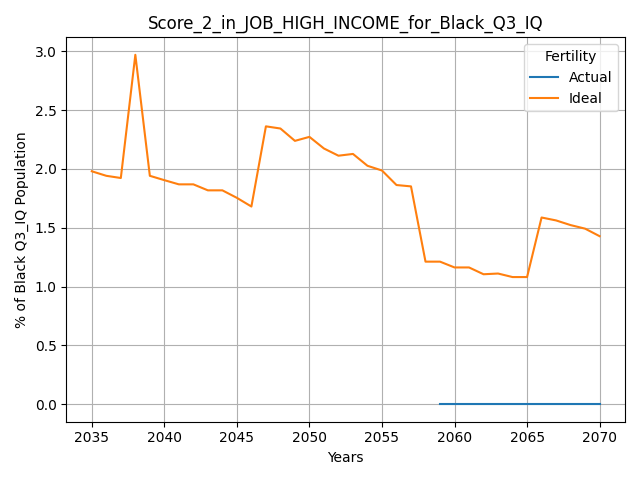 Score_2_in_JOB_HIGH_INCOME_for_Black_Q3_IQ
Fertility
Actual
Ideal
% of Black Q3_IQ Population
3.0
2.5
2.0
1.5
1.0
0.5
0.0
2035 2040 2045 2050 2055 2060 2065 2070
Years